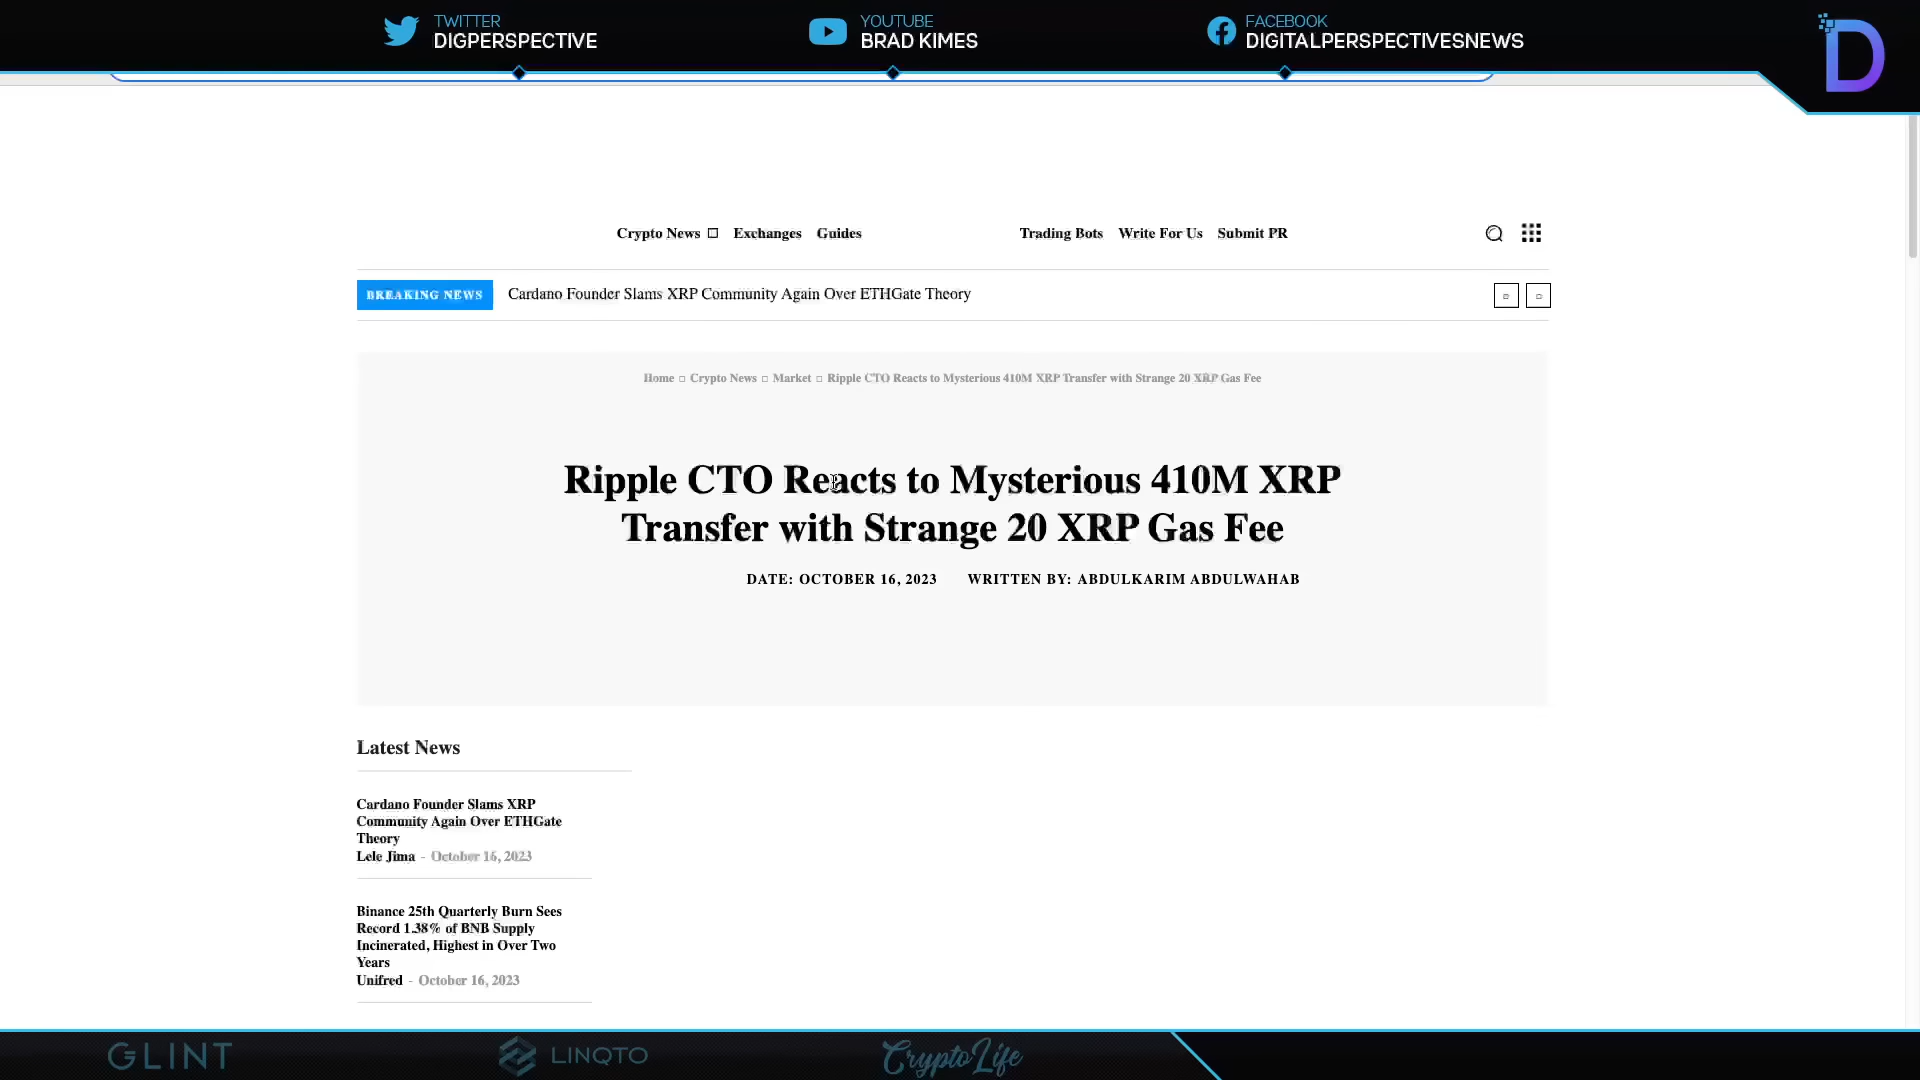 TWITTER
DIGPERSPECTIVE
YOUTUBE
BRAD KIMES
FACEBOOK
DIGITALPERSPECTIVESNEWS
D
Crypto News Exchanges Guides Trading Bots Write For Us Submit PR
BREAKING NEWS Cardano Founder Slams XRP Community Again Over ETHGate Theory
Home Crypto News Market Ripple CTO Reacts to Mysterious 410M XRP Transfer with Strange 20 XRP Gas Fee
Ripple CTO Reacts to Mysterious 410M XRP
Transfer with Strange 20 XRP Gas Fee
DATE: OCTOBER 16, 2023 WRITTEN BY: ABDULKARIM ABDULWAHAB
Latest News
Cardano Founder Slams XRP
Community Again Over ETHGate
Theory
Lele Jima - October 16, 2023
Binance 25th Quarterly Burn Sees
Record 1.38% of BNB Supply
Incinerated, Highest in Over Two
Years
Unifred - October 16, 2023
GLINT
LINQTO
CryptoLife